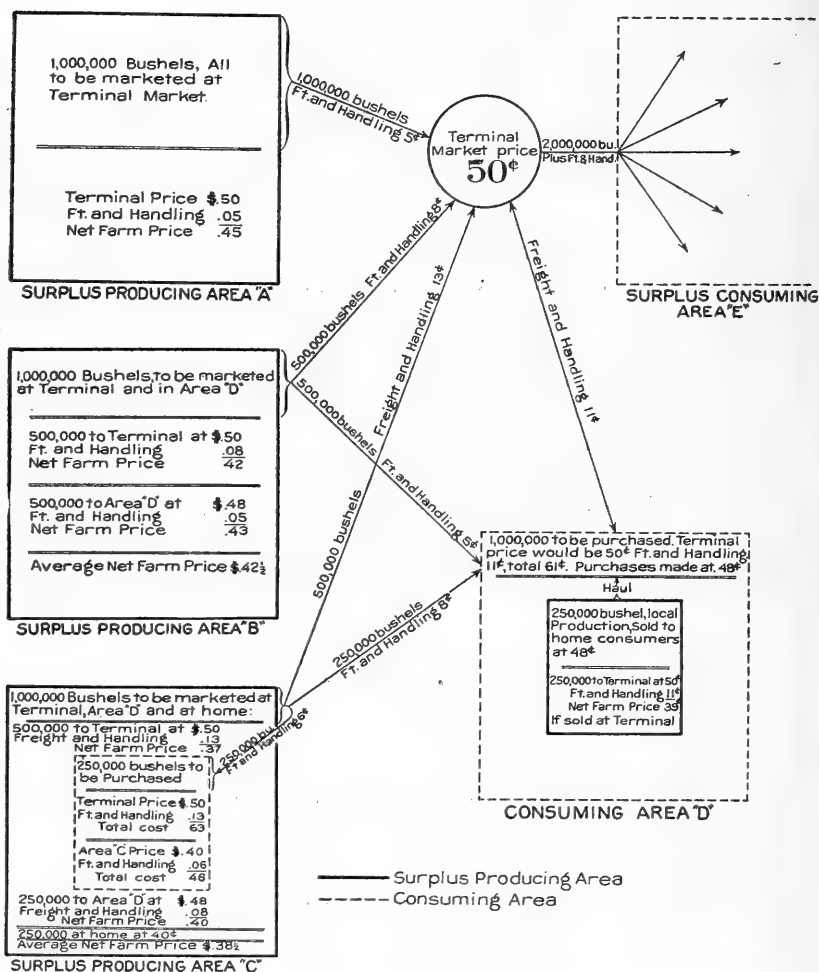 1,000,000 Bushels, All
to be marketed at
Terminal Market.
Terminal Price $.50
Ft. and Handling .05
Net Farm Price .45
SURPLUS PRODUCING AREA "A"
1,000,000 bushels
Ft. and Handling 5¢
Terminal
Market price
50¢
2,000,000 bu.
Plus Ft. & Hand.
SURPLUS CONSUMING
AREA "E"
1,000,000 Bushels, to be marketed
at Terminal and in Area "D"
500,000 to Terminal at $.50
Ft. and Handling .08
Net Farm Price 42
500,000 to Area "D" at $.48
Ft. and Handling .05
Net Farm Price .43
Average Net Farm Price $.42½
SURPLUS PRODUCING AREA "B"
500,000 bushels Ft. and Handling 8¢
500,000 bushels Ft. and Handling 5¢
500,000 bushels Freight and Handling 13¢
Freight and Handling 11¢
1,000,000 Bushels to be marketed at
Terminal, Area "D" and at home:
500,000 to Terminal at $.50
Freight and Handling .13
Net Farm Price .37
250,000 bushels to
be Purchased
Terminal Price $.50
Ft. and Handling .13
Total cost 63
Area "C" Price $.40
Ft. and Handling .06
Total cost 46
250,000 to Area "D" at $.48
Freight and Handling .08
Net Farm Price .40
250,000 at home at 40¢
Average Net Farm Price $.38½
SURPLUS PRODUCING AREA "C"
250,000 bushels
Ft. and Handling 8¢
250,000 bu.
Ft and Handling 6¢
1,000,000 to be purchased. Terminal
price would be 50¢ Ft. and Handling
11¢, total 61¢. Purchases made at 48¢
Haul
250,000 bushel, local
Production, Sold to
home consumers
at 48¢
250,000 to Terminal at 50¢
Ft. and Handling 11¢
Net Farm Price 39¢
If sold at Terminal
CONSUMING AREA "D"
Surplus Producing Area
Consuming Area